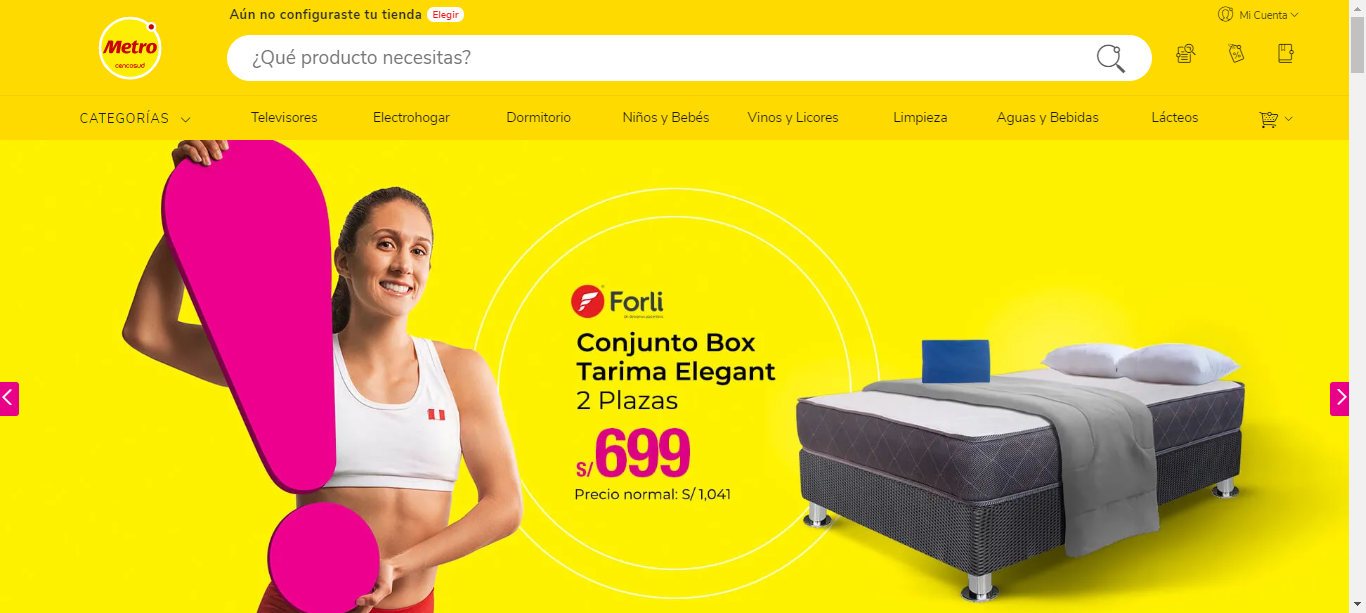 Aún no configuraste tu tienda Elegir
Mi Cuenta
Metro
cencosud
¿Qué producto necesitas?
CATEGORÍAS
Televisores
Electrohogar
Dormitorio
Niños y Bebés
Vinos y Licores
Limpieza
Aguas y Bebidas
Lácteos
Forli
Conjunto Box
Tarima Elegant
2 Plazas
S/ 699
Precio normal: S/ 1,041